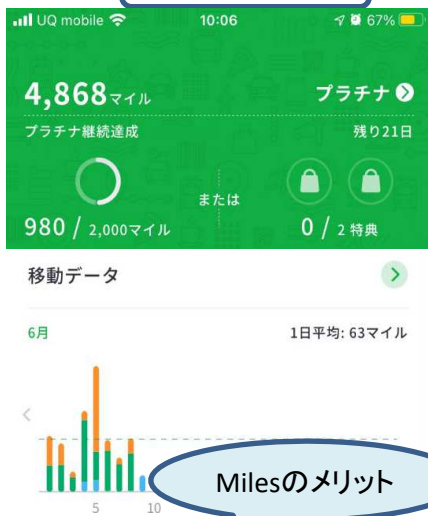 UQ mobile 10:06 67%
4,868マイル プラチナ
プラチナ継続達成 残り21日
または
980 / 2,000マイル 0 / 2 特典
移動データ
6月 1日平均: 63マイル
5 10
Milesのメリット